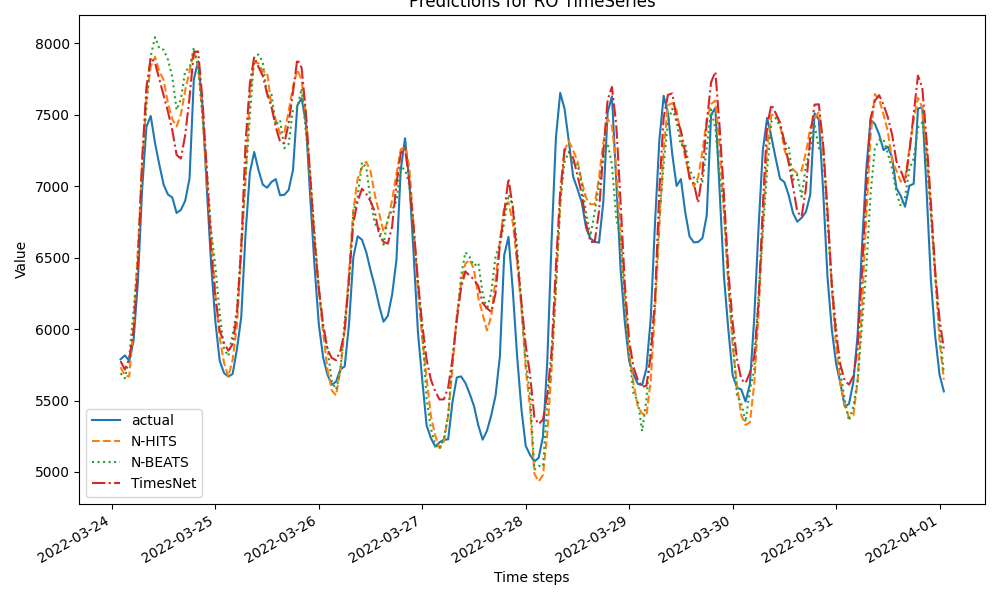 Predictions for RO TimeSeries
8000
7500
7000
6500
6000
5500
5000
Value
actual
N-HITS
N-BEATS
TimesNet
2022-03-24
2022-03-25
2022-03-26
2022-03-27
2022-03-28
2022-03-29
2022-03-30
2022-03-31
2022-04-01
Time steps